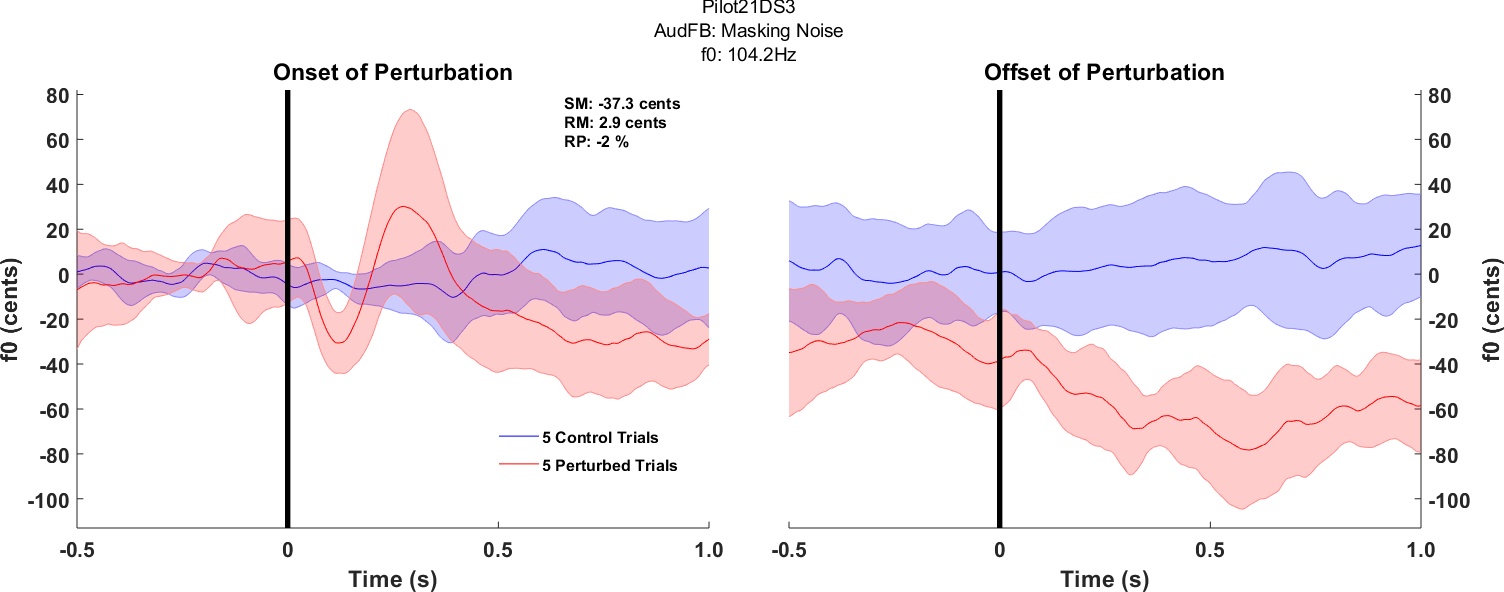 Pilot21DS3
AudFB: Masking Noise
f0: 104.2Hz
Onset of Perturbation
80
60
40
20
0
-20
-40
-60
-80
-100
f0 (cents)
SM: -37.3 cents
RM: 2.9 cents
RP: -2 %
5 Control Trials
5 Perturbed Trials
-0.5
0
0.5
1.0
Time (s)
Offset of Perturbation
80
60
40
20
0
-20
-40
-60
-80
-100
f0 (cents)
-0.5
0
0.5
1.0
Time (s)